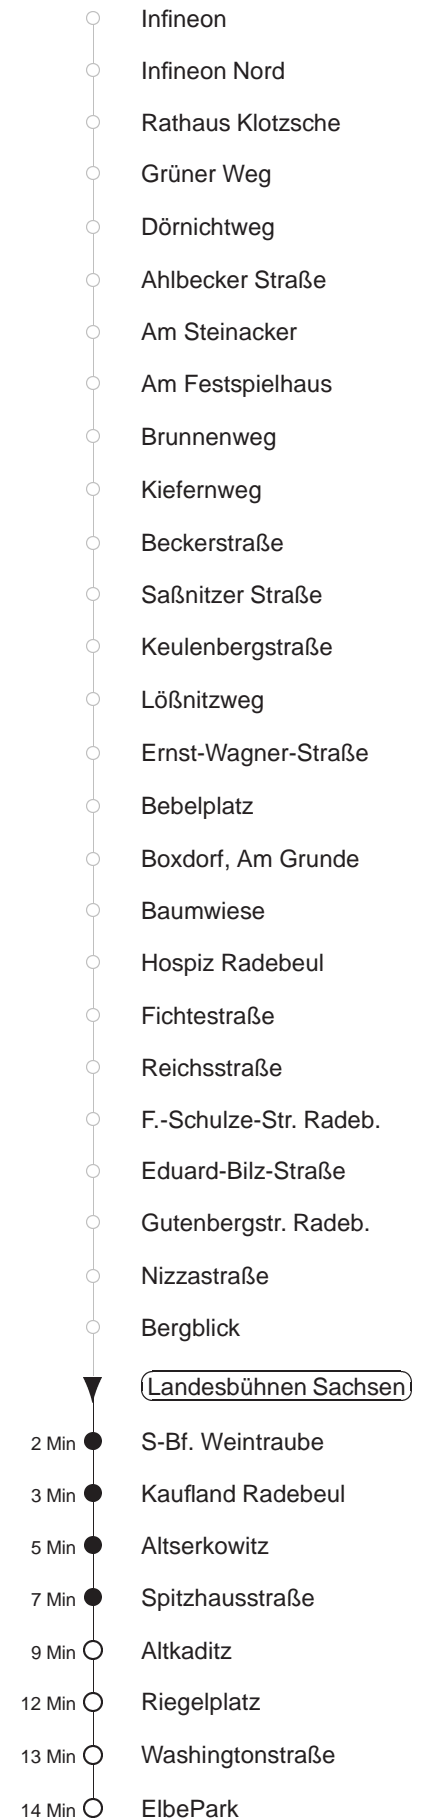 Infineon
Infineon Nord
Rathaus Klotzsche
Grüner Weg
Dörnichtweg
Ahlbecker Straße
Am Steinacker
Am Festspielhaus
Brunnenweg
Kiefernweg
Beckerstraße
Saßnitzer Straße
Keulenbergstraße
Lößnitzweg
Ernst-Wagner-Straße
Bebelplatz
Boxdorf, Am Grunde
Baumwiese
Hospiz Radebeul
Fichtestraße
Reichsstraße
F.-Schulze-Str. Radeb.
Eduard-Bilz-Straße
Gutenbergstr. Radeb.
Nizzastraße
Bergblick
Landesbühnen Sachsen
2 Min S-Bf. Weintraube
3 Min Kaufland Radebeul
5 Min Altserkowitz
7 Min Spitzhausstraße
9 Min Altkaditz
12 Min Riegelplatz
13 Min Washingtonstraße
14 Min ElbePark